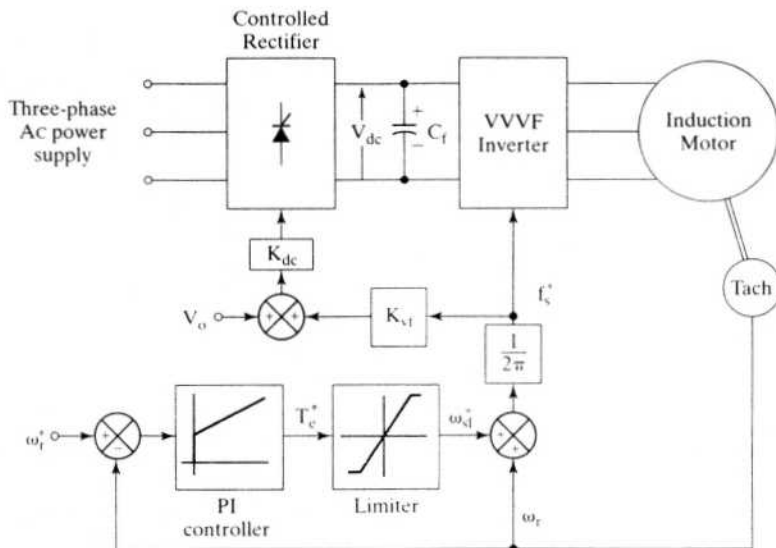 Controlled
Rectifier
Three-phase
Ac power
supply
V_dc
+
−
C_f
VVVF
Inverter
Induction
Motor
Tach
K_dc
V_o
+ +
K_vf
f_s*
1
2π
ω_r*
+
−
T_e*
ω_sl*
+
+
PI
controller
Limiter
ω_r